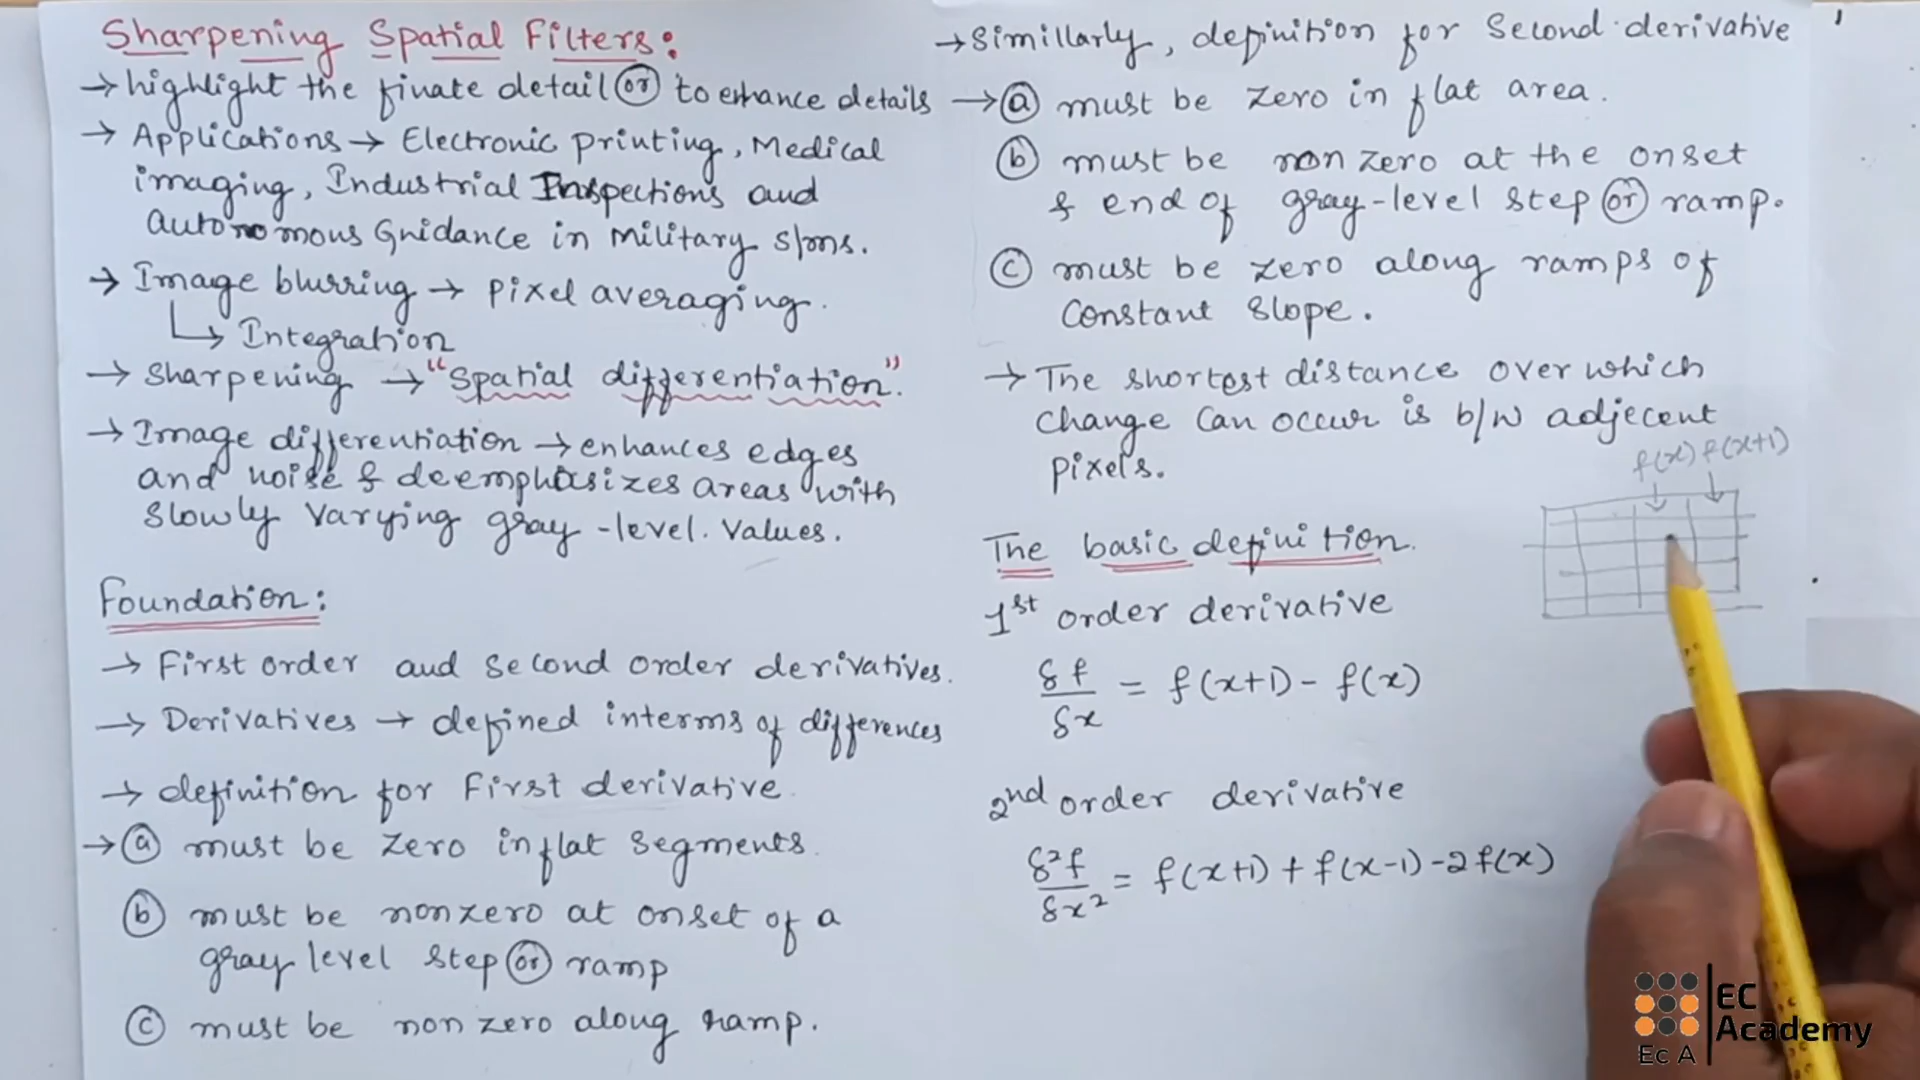 Sharpening Spatial Filters:
→ highlight the finate detail (or) to enhance details
→ Applications → Electronic printing, Medical
imaging, Industrial Inspections and
autonomous Guidance in military s/ms.
→ Image blurring → pixel averaging.
↳ Integration
→ Sharpening → "Spatial differentiation".
→ Image differentiation → enhances edges
and noise & deemphasizes areas with
slowly varying gray-level. Values.
Foundation:
→ First order and second order derivatives.
→ Derivatives → defined interms of differences
→ definition for First derivative.
→ (a) must be zero in flat segments.
(b) must be nonzero at onset of a
gray level step (or) ramp
(c) must be non zero along ramp.
→ Simillarly, definition for Second derivative
→ (a) must be zero in flat area.
(b) must be non zero at the onset
& end of gray-level step (or) ramp.
(c) must be zero along ramps of
Constant slope.
→ The shortest distance over which
change can occur is b/w adjecent
pixels.
f(x) f(x+1)
The basic definition.
1st order derivative
δf/δx = f(x+1) - f(x)
2nd order derivative
δ²f/δx² = f(x+1) + f(x-1) - 2f(x)
EC
Academy
Ec A